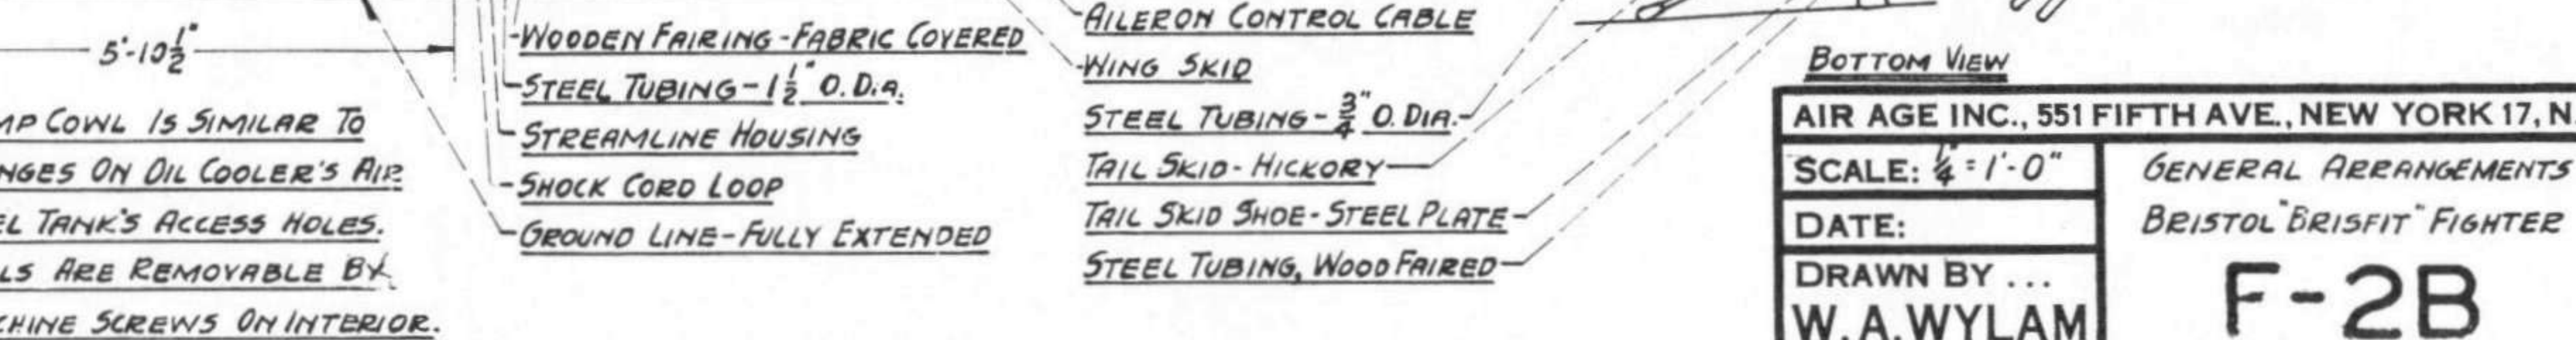 5'-10 1/2"
MP COWL IS SIMILAR TO
NGES ON OIL COOLER'S AIR
EL TANK'S ACCESS HOLES.
LS ARE REMOVABLE BY
CHINE SCREWS ON INTERIOR.
WOODEN FAIRING-FABRIC COVERED
STEEL TUBING-1 1/2" O.DIA.
STREAMLINE HOUSING
SHOCK CORD LOOP
GROUND LINE-FULLY EXTENDED
AILERON CONTROL CABLE
WING SKID
STEEL TUBING-3/4" O.DIA.
TAIL SKID-HICKORY
TAIL SKID SHOE-STEEL PLATE
STEEL TUBING, WOOD FAIRED
BOTTOM VIEW
AIR AGE INC., 551 FIFTH AVE., NEW YORK 17, N.
SCALE: 1/4"=1'-0"
DATE:
DRAWN BY ...
W.A.WYLAM
GENERAL ARRANGEMENTS
BRISTOL "BRISFIT" FIGHTER
F-2B